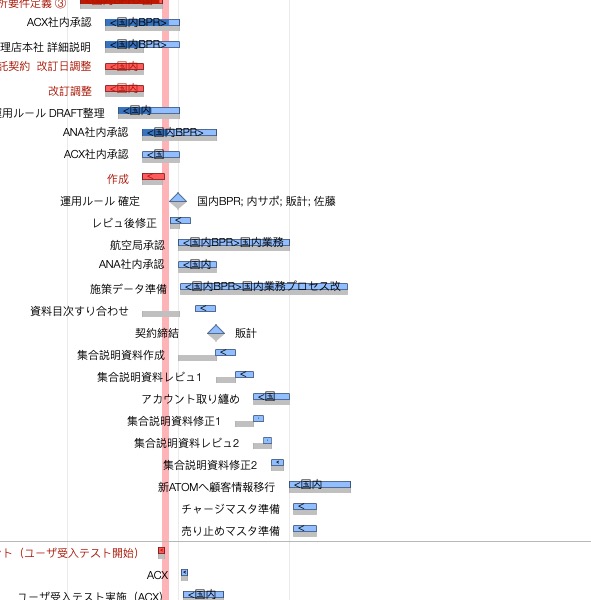 所要件定義 ③
ACX社内承認 <国内BPR>
理店本社 詳細説明 <国内BPR>
託契約 改訂日調整 <国内
改訂調整 <国内
運用ルール DRAFT整理 <国内
ANA社内承認 <国内BPR>
ACX社内承認 <国
作成 <
運用ルール 確定 国内BPR; 内サポ; 販計; 佐藤
レビュ後修正 <
航空局承認 <国内BPR>国内業務
ANA社内承認 <国内
施策データ準備 <国内BPR>国内業務プロセス改
資料目次すり合わせ <
契約締結 販計
集合説明資料作成 <
集合説明資料レビュ1 <
アカウント取り纏め <国
集合説明資料修正1
集合説明資料レビュ2
集合説明資料修正2
新ATOMへ顧客情報移行 <国内
チャージマスタ準備 <
売り止めマスタ準備 <
ント（ユーザ受入テスト開始）
ACX
ユーザ受入テスト実施（ACX） <国内